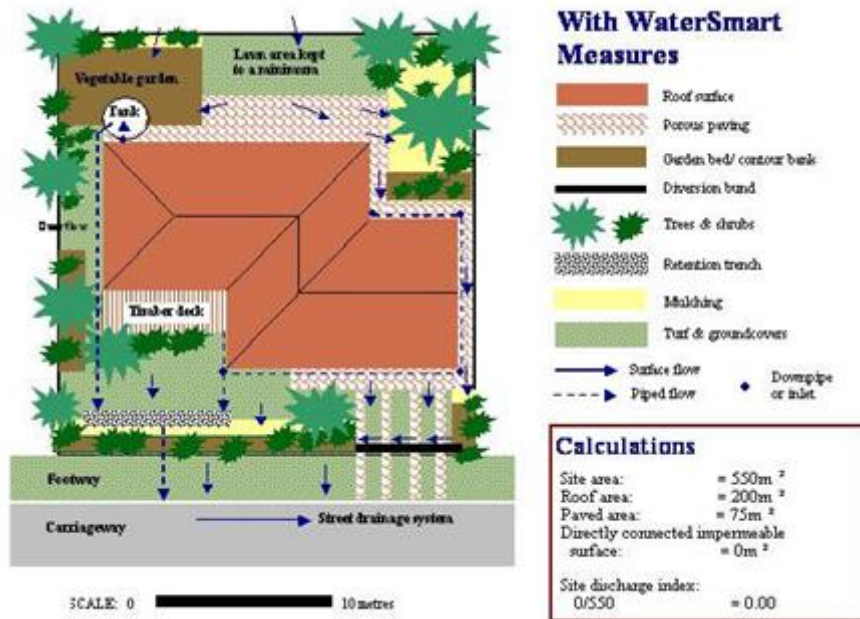 With WaterSmart
Measures
Lawn area kept
to a minimum
Vegetable garden
Tank
Overflow
Timber deck
Footway
Carriageway
Street drainage system
SCALE: 0
10 metres
Roof surface
Porous paving
Garden bed/ contour bank
Diversion bund
Trees & shrubs
Retention trench
Mulching
Turf & groundcovers
Surface flow
Piped flow
Downpipe
or inlet
Calculations
Site area: = 550m ²
Roof area: = 200m ²
Paved area: = 75m ²
Directly connected impermeable
surface: = 0m ²
Site discharge index:
0/550 = 0.00